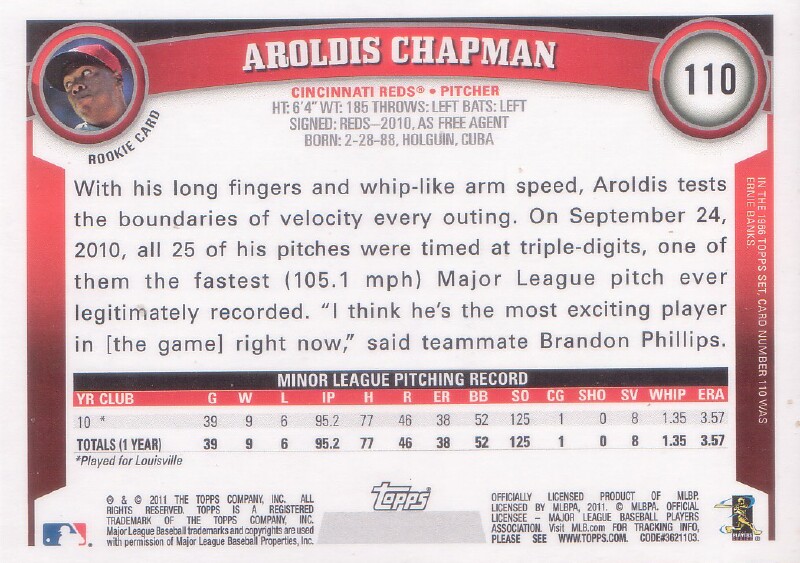 AROLDIS CHAPMAN
110
ROOKIE CARD
CINCINNATI REDS® • PITCHER
HT: 6'4" WT: 185 THROWS: LEFT BATS: LEFT
SIGNED: REDS–2010, AS FREE AGENT
BORN: 2-28-88, HOLGUIN, CUBA
With his long fingers and whip-like arm speed, Aroldis tests
the boundaries of velocity every outing. On September 24,
2010, all 25 of his pitches were timed at triple-digits, one of
them the fastest (105.1 mph) Major League pitch ever
legitimately recorded. "I think he's the most exciting player
in [the game] right now," said teammate Brandon Phillips.
IN THE 1966 TOPPS SET, CARD NUMBER 110 WAS
ERNIE BANKS.
MINOR LEAGUE PITCHING RECORD
YR CLUB G W L IP H R ER BB SO CG SHO SV WHIP ERA
10 * 39 9 6 95.2 77 46 38 52 125 1 0 8 1.35 3.57
TOTALS (1 YEAR) 39 9 6 95.2 77 46 38 52 125 1 0 8 1.35 3.57
*Played for Louisville
® & © 2011 THE TOPPS COMPANY, INC. ALL
RIGHTS RESERVED. TOPPS IS A REGISTERED
TRADEMARK OF THE TOPPS COMPANY, INC.
Major League Baseball trademarks and copyrights are used
with permission of Major League Baseball Properties, Inc.
Topps
OFFICIALLY LICENSED PRODUCT OF MLBP.
LICENSED BY MLBPA, 2011. © MLBPA. OFFICIAL
LICENSEE – MAJOR LEAGUE BASEBALL PLAYERS
ASSOCIATION. Visit MLB.com FOR TRACKING INFO,
PLEASE SEE WWW.TOPPS.COM. CODE#3621103.
PLAYERS